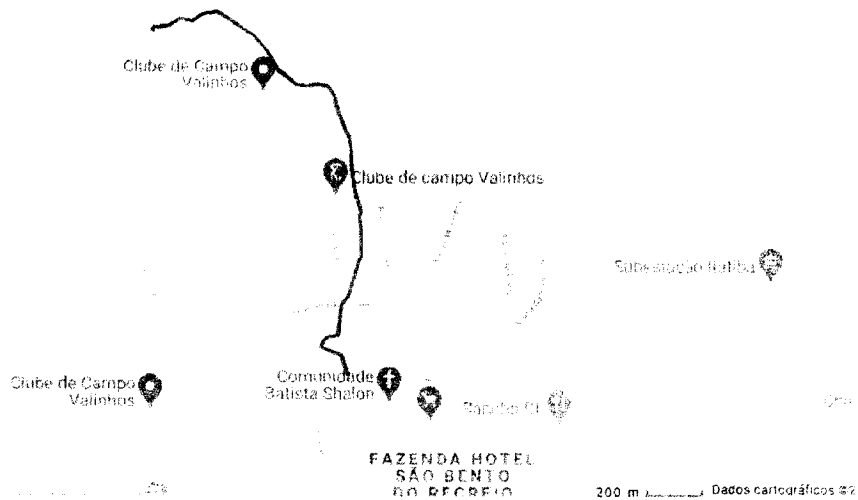 Clube de Campo
Valinhos
Clube de campo Valinhos
Subestação Itatiba
Clube de Campo
Valinhos
Comunidade
Batista Shalon
FAZENDA HOTEL
SÃO BENTO
DO RECREIO
200 m
Dados cartográficos